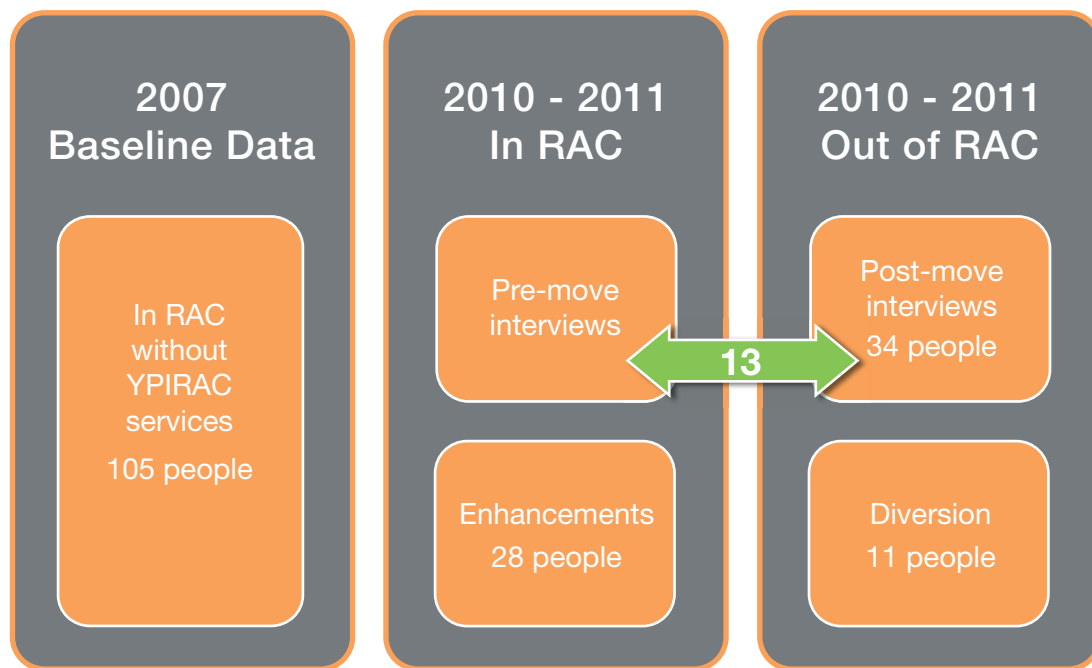 2007
Baseline Data
In RAC
without
YPIRAC
services
105 people
2010 - 2011
In RAC
Pre-move
interviews
Enhancements
28 people
13
2010 - 2011
Out of RAC
Post-move
interviews
34 people
Diversion
11 people